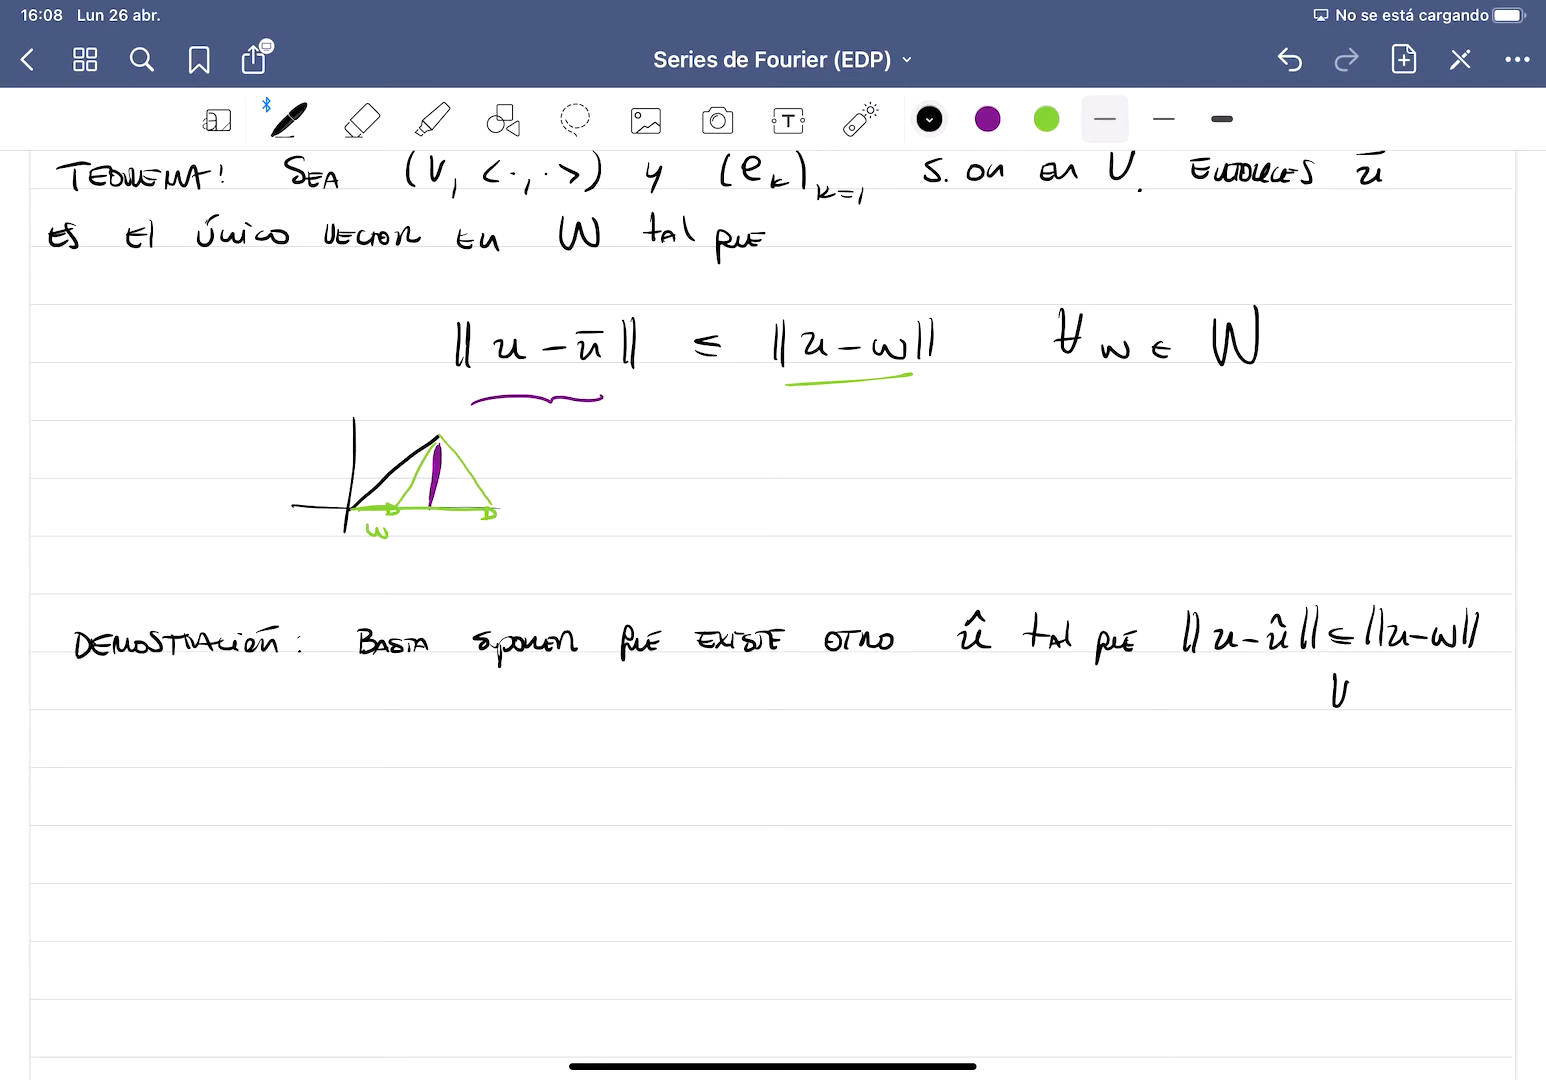 16:08 Lun 26 abr. No se está cargando
Series de Fourier (EDP)
TEOREMA: SEA (V, <·,·>) y (e_k)_{k=1} S. ON EN V. ENTONCES ū
ES El ÚNICO VECTOR EN W tAl QUE
||u - ū|| ≤ ||u - w|| ∀ w ∈ W
w
DEMOSTRACIÓN: BASTA SPONER QUE EXISTE OTRO û tAl QUE ||u - û|| ≤ ||u - w||